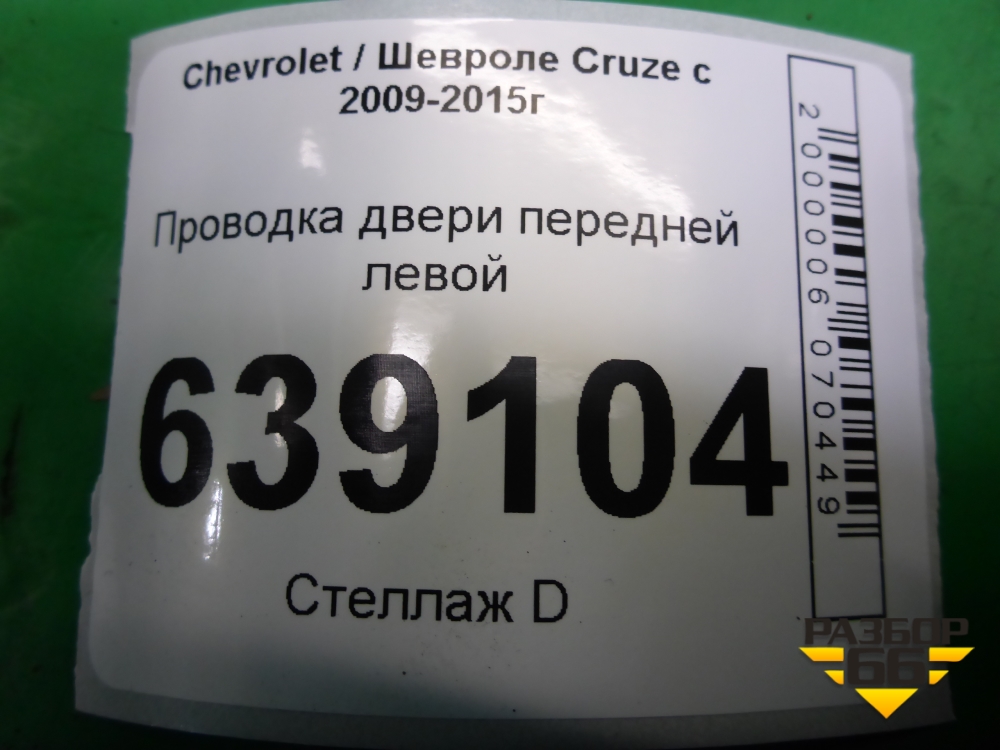 Chevrolet / Шевроле Cruze с
2009-2015г
Проводка двери передней
левой
639104
Стеллаж D
2000006070449
РАЗБОР
66